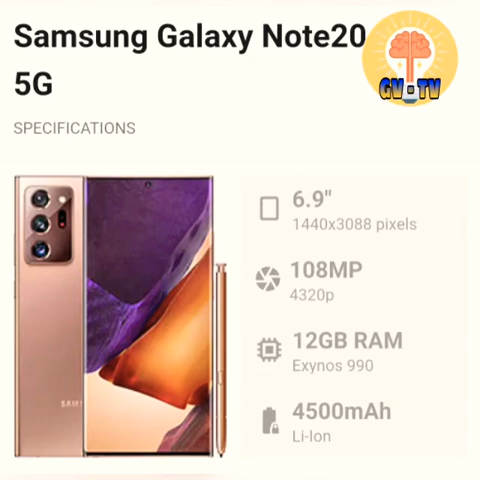 Samsung Galaxy Note20
5G
SPECIFICATIONS
GV TV
6.9"
1440x3088 pixels
108MP
4320p
12GB RAM
Exynos 990
4500mAh
Li-Ion
SAMS